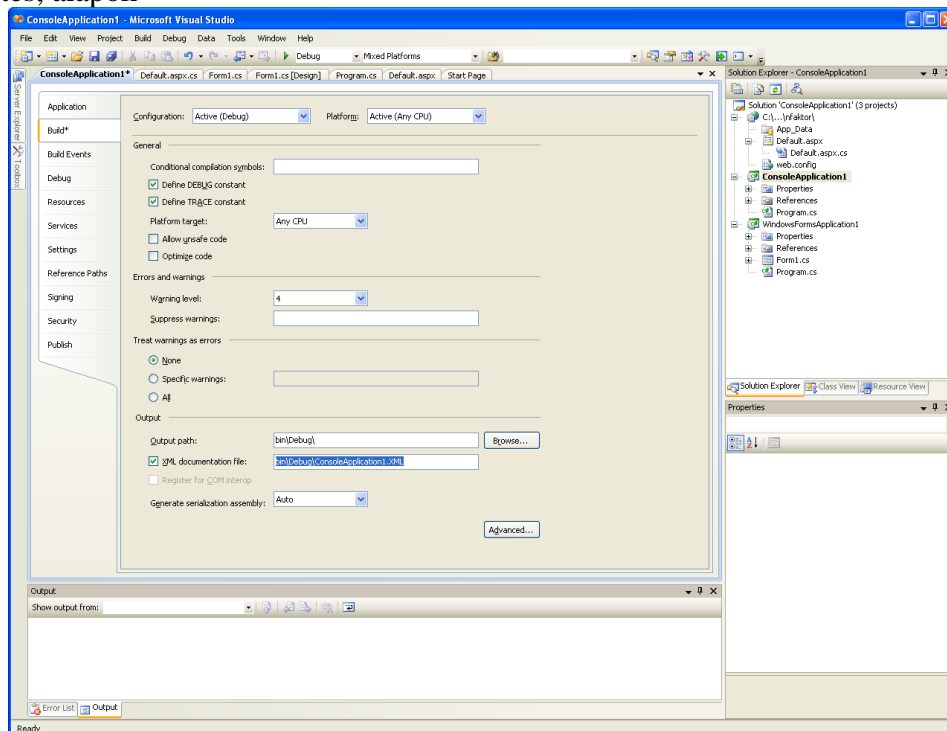 ConsoleApplication1 - Microsoft Visual Studio
File Edit View Project Build Debug Data Tools Window Help
Debug Mixed Platforms
ConsoleApplication1* Default.aspx.cs Form1.cs Form1.cs [Design] Program.cs Default.aspx Start Page
Server Explorer
Toolbox
Application
Build*
Build Events
Debug
Resources
Services
Settings
Reference Paths
Signing
Security
Publish
Configuration: Active (Debug) Platform: Active (Any CPU)
General
Conditional compilation symbols:
Define DEBUG constant
Define TRACE constant
Platform target: Any CPU
Allow unsafe code
Optimize code
Errors and warnings
Warning level: 4
Suppress warnings:
Treat warnings as errors
None
Specific warnings:
All
Output
Output path: bin\Debug\ Browse...
XML documentation file: bin\Debug\ConsoleApplication1.XML
Register for COM interop
Generate serialization assembly: Auto
Advanced...
Solution Explorer - ConsoleApplication1
Solution 'ConsoleApplication1' (3 projects)
C:\...\nfaktor\
App_Data
Default.aspx
Default.aspx.cs
web.config
ConsoleApplication1
Properties
References
Program.cs
WindowsFormsApplication1
Properties
References
Form1.cs
Program.cs
Solution Explorer Class View Resource View
Properties
Output
Show output from:
Error List Output
Ready